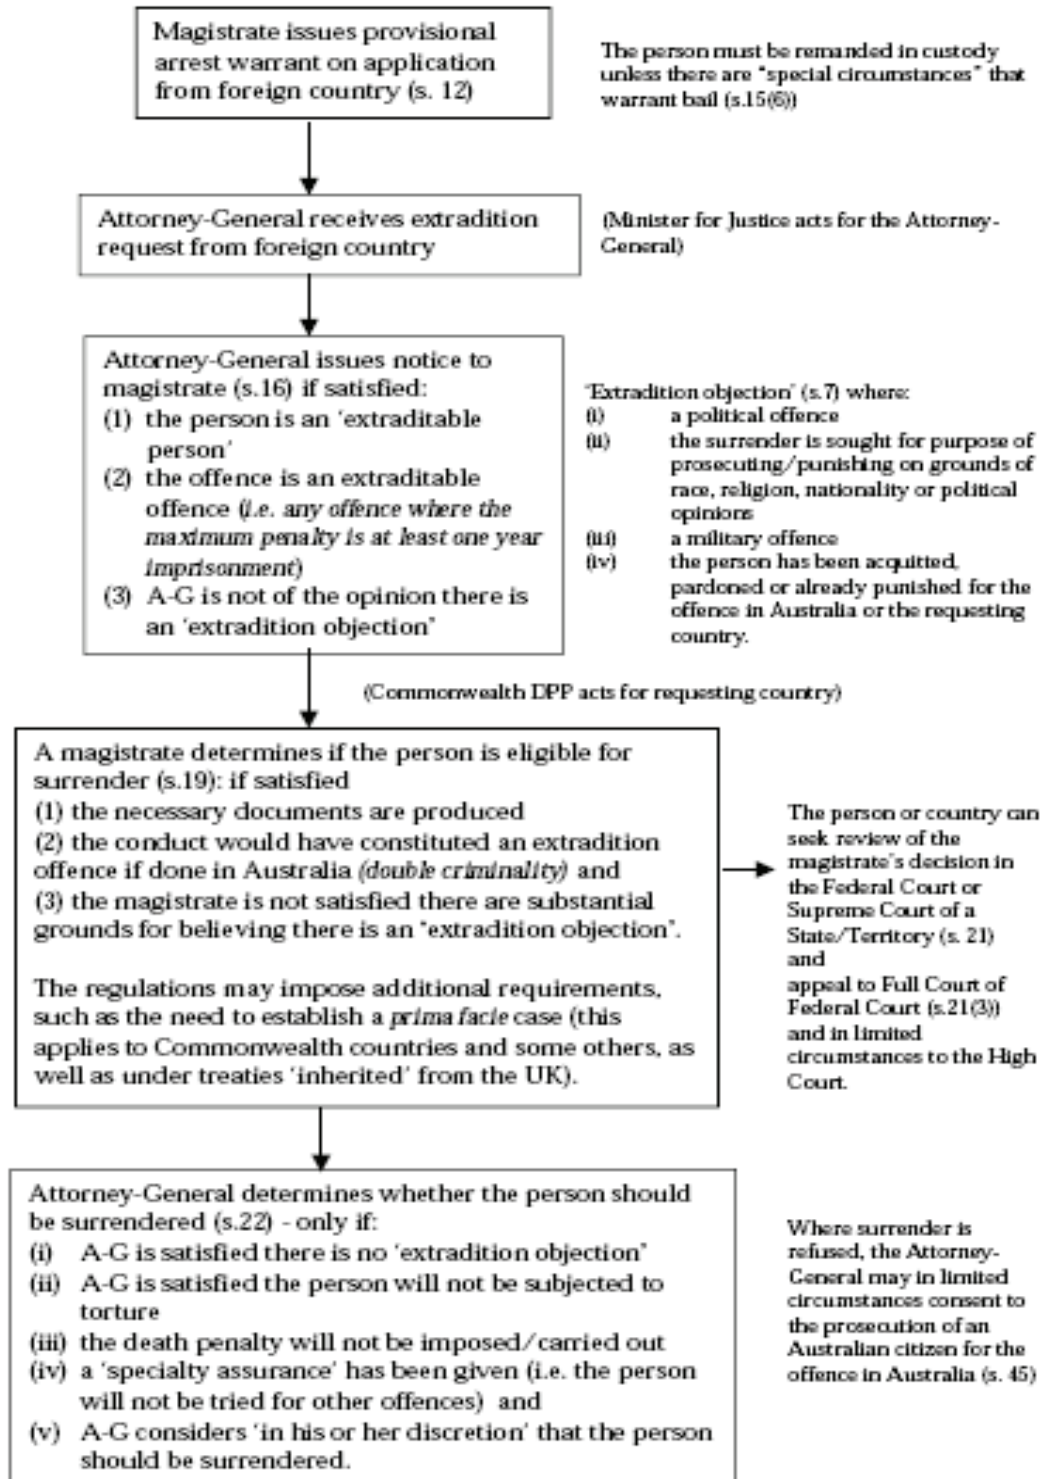 Magistrate issues provisional
arrest warrant on application
from foreign country (s. 12)
The person must be remanded in custody
unless there are "special circumstances" that
warrant bail (s.15(6))
Attorney-General receives extradition
request from foreign country
(Minister for Justice acts for the Attorney-
General)
Attorney-General issues notice to
magistrate (s.16) if satisfied:
(1) the person is an 'extraditable
person'
(2) the offence is an extraditable
offence (i.e. any offence where the
maximum penalty is at least one year
imprisonment)
(3) A-G is not of the opinion there is
an 'extradition objection"
'Extradition objection' (s.7) where:
(i) a political offence
(ii) the surrender is sought for purpose of
prosecuting/punishing on grounds of
race, religion, nationality or political
opinions
(iii) a military offence
(iv) the person has been acquitted,
pardoned or already punished for the
offence in Australia or the requesting
country.
(Commonwealth DPP acts for requesting country)
A magistrate determines if the person is eligible for
surrender (s.19): if satisfied
(1) the necessary documents are produced
(2) the conduct would have constituted an extradition
offence if done in Australia (double criminality) and
(3) the magistrate is not satisfied there are substantial
grounds for believing there is an "extradition objection".
The regulations may impose additional requirements,
such as the need to establish a prima facie case (this
applies to Commonwealth countries and some others, as
well as under treaties 'inherited' from the UK).
The person or country can
seek review of the
magistrate's decision in
the Federal Court or
Supreme Court of a
State/Territory (s. 21)
and
appeal to Full Court of
Federal Court (s.21(3))
and in limited
circumstances to the High
Court.
Attorney-General determines whether the person should
be surrendered (s.22) - only if:
(i) A-G is satisfied there is no 'extradition objection"
(ii) A-G is satisfied the person will not be subjected to
torture
(iii) the death penalty will not be imposed/carried out
(iv) a 'specialty assurance' has been given (i.e. the person
will not be tried for other offences) and
(v) A-G considers 'in his or her discretion' that the person
should be surrendered.
Where surrender is
refused, the Attorney-
General may in limited
circumstances consent to
the prosecution of an
Australian citizen for the
offence in Australia (s. 45)